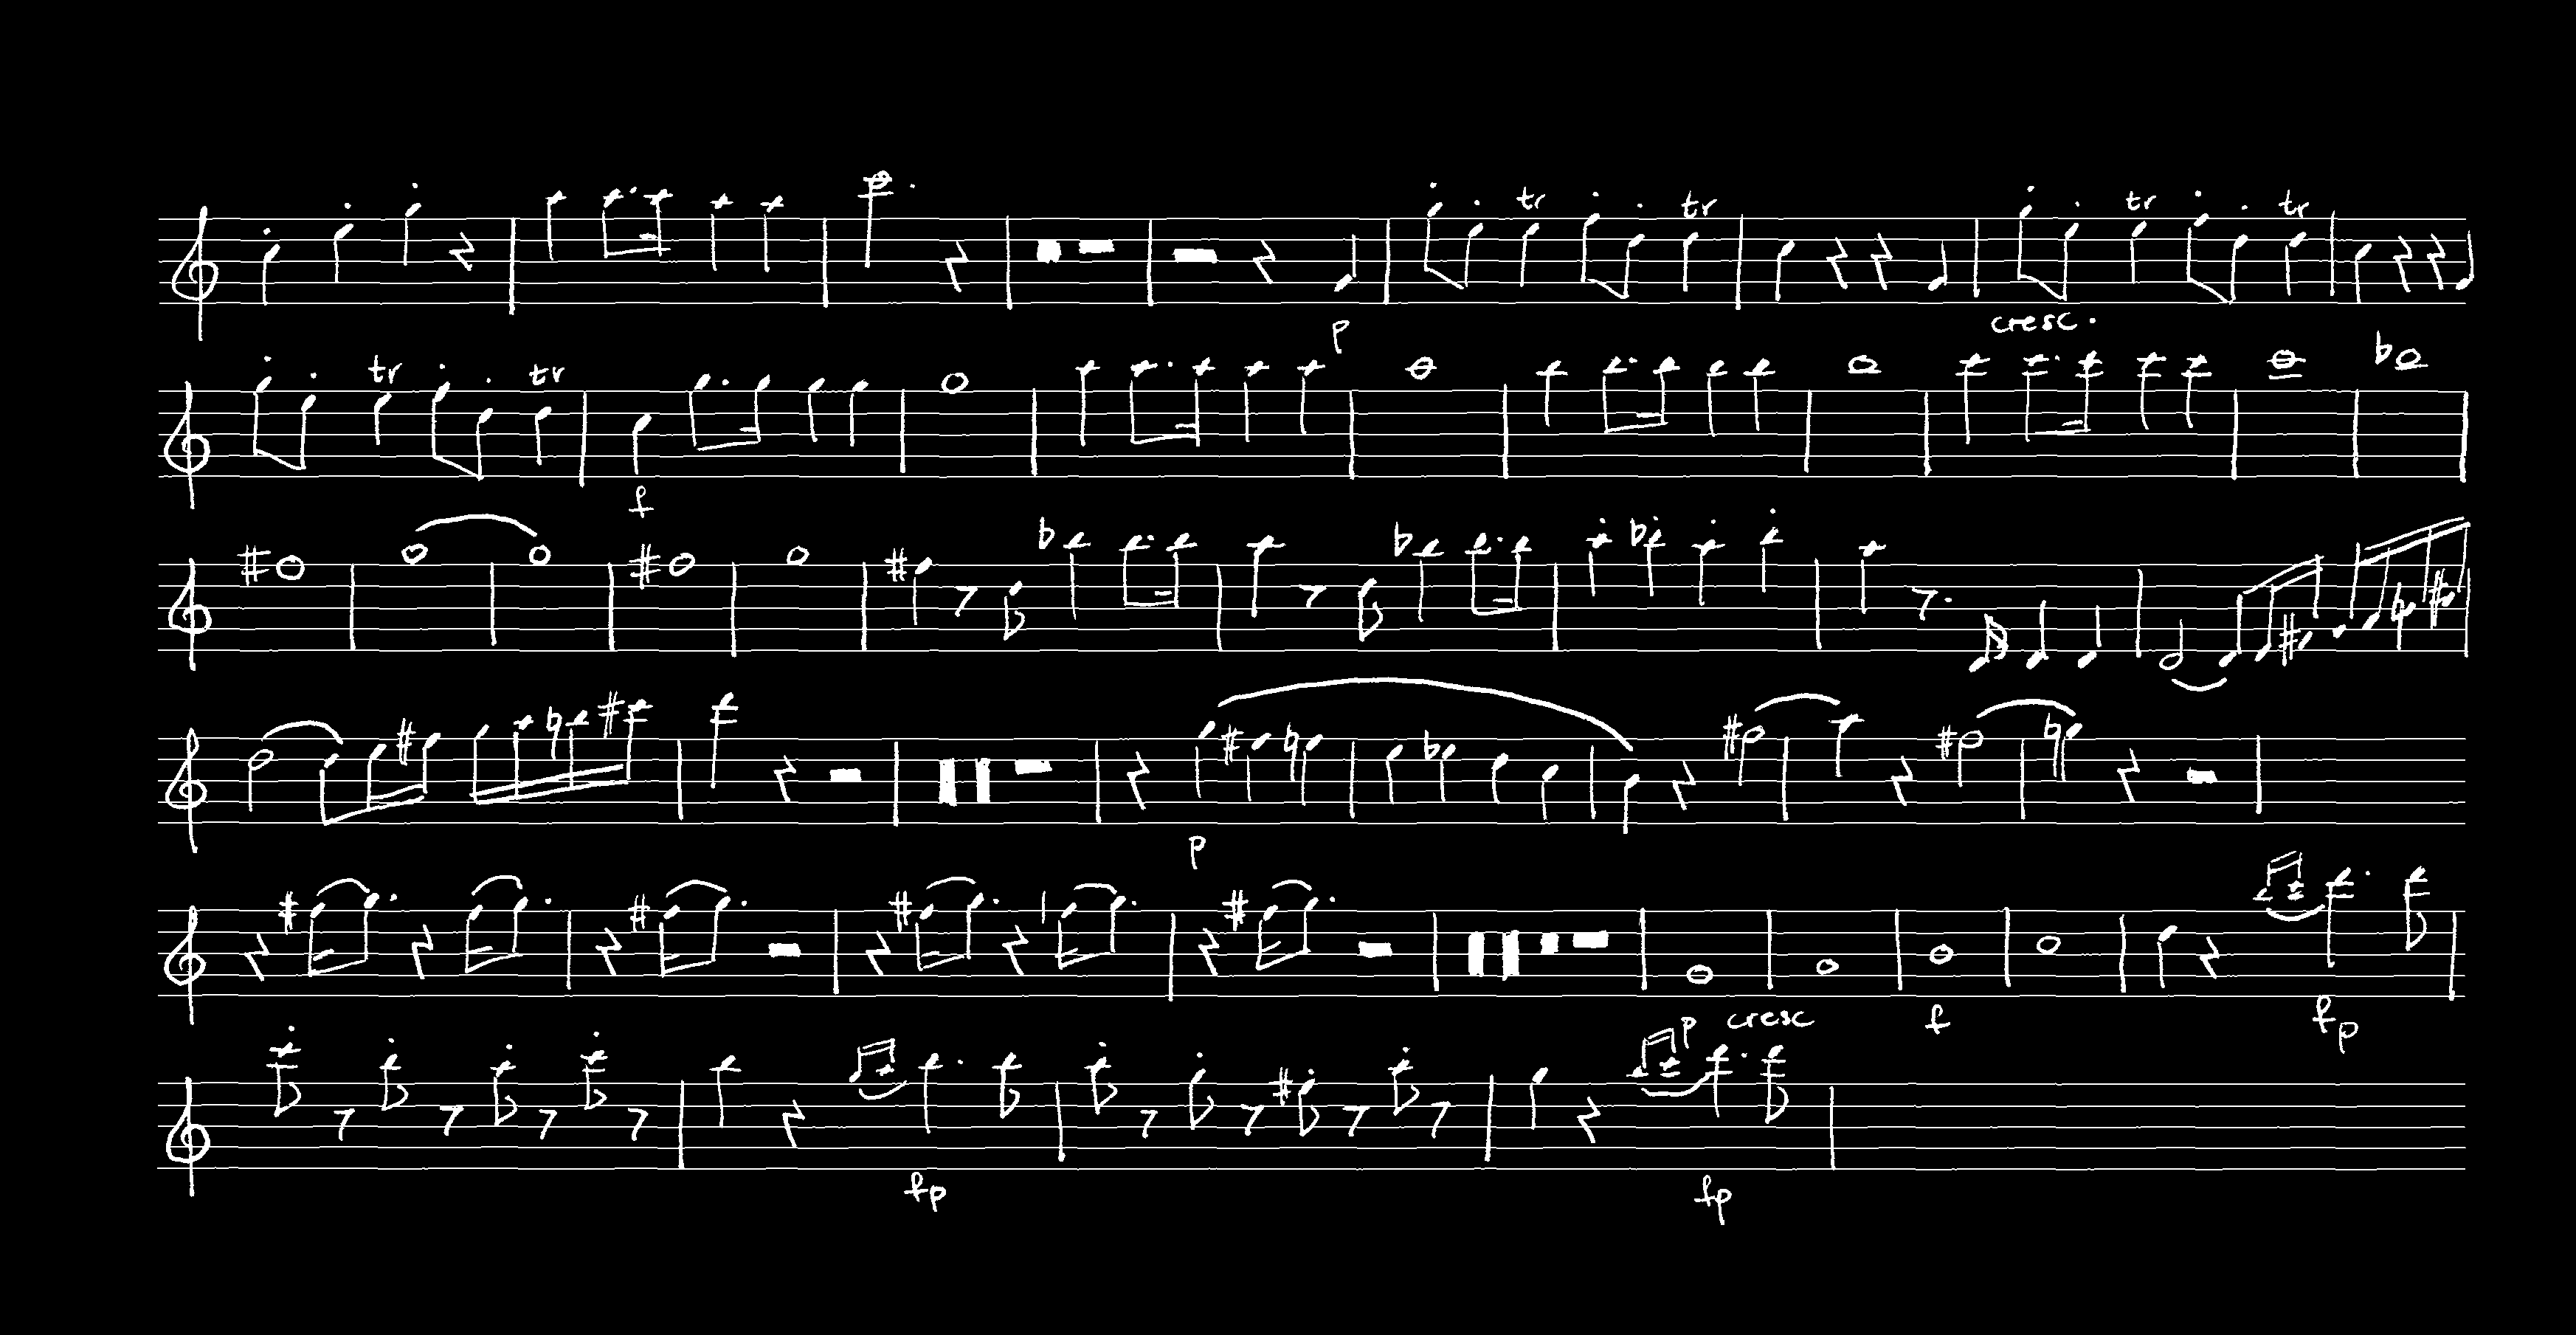 tr tr tr tr
p cresc.
tr tr
f
p
p cresc f fp
fp fp